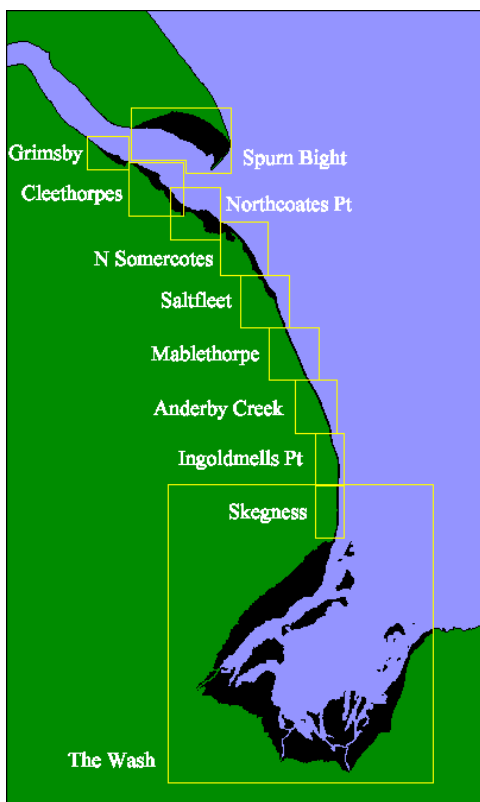 Grimsby
Spurn Bight
Cleethorpes
Northcoates Pt
N Somercotes
Saltfleet
Mablethorpe
Anderby Creek
Ingoldmells Pt
Skegness
The Wash